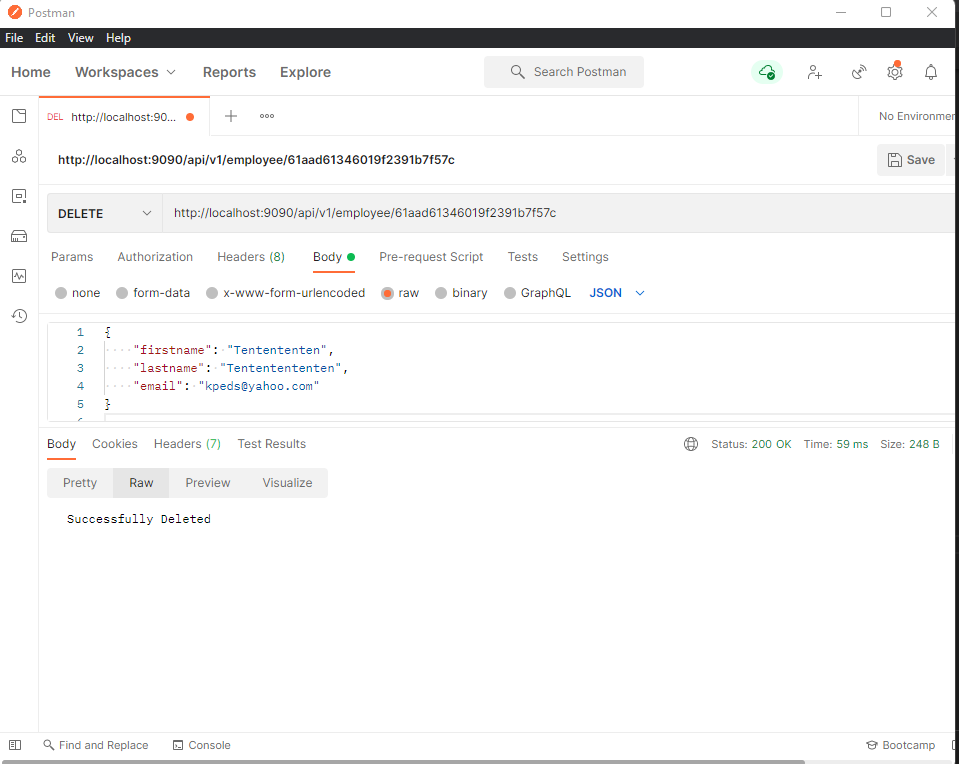 Postman
File Edit View Help
Home Workspaces Reports Explore Search Postman
DEL http://localhost:90... No Environmen
http://localhost:9090/api/v1/employee/61aad61346019f2391b7f57c Save
DELETE http://localhost:9090/api/v1/employee/61aad61346019f2391b7f57c
Params Authorization Headers (8) Body Pre-request Script Tests Settings
none form-data x-www-form-urlencoded raw binary GraphQL JSON
1 {
2 ····"firstname":·"Tentententen",
3 ····"lastname":·"Tentententen",
4 ····"email":·"kpeds@yahoo.com"
5 }
Body Cookies Headers (7) Test Results Status: 200 OK Time: 59 ms Size: 248 B
Pretty Raw Preview Visualize
Successfully Deleted
Find and Replace Console Bootcamp